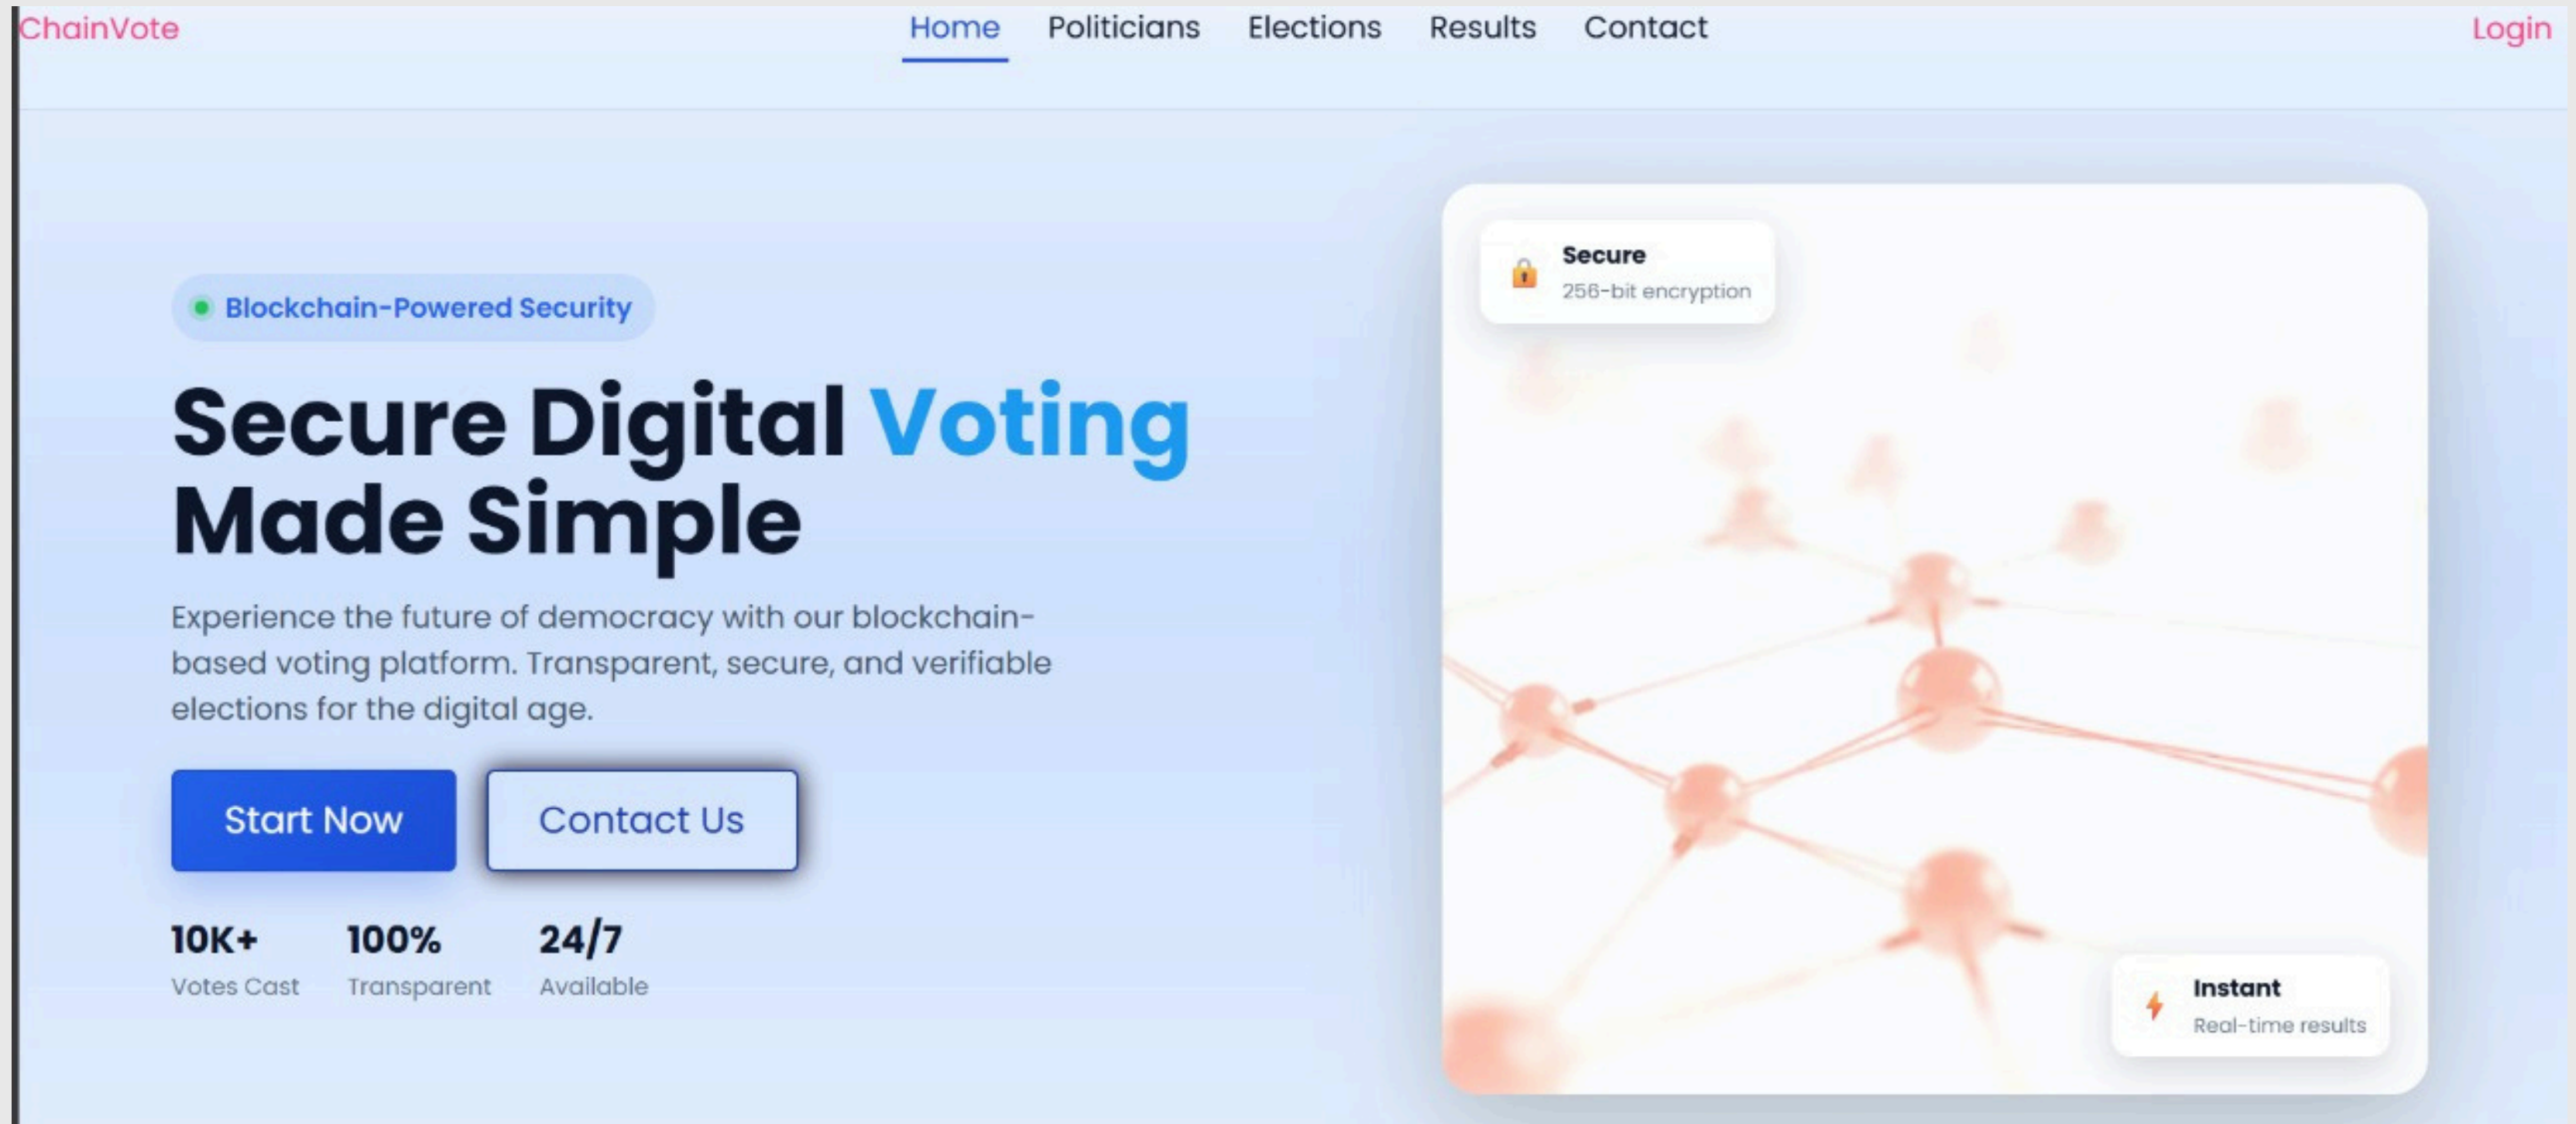 ChainVote
Home Politicians Elections Results Contact
Login
Blockchain-Powered Security
Secure Digital Voting
Made Simple
Experience the future of democracy with our blockchain-
based voting platform. Transparent, secure, and verifiable
elections for the digital age.
Start Now Contact Us
10K+ 100% 24/7
Votes Cast Transparent Available
Secure
256-bit encryption
Instant
Real-time results